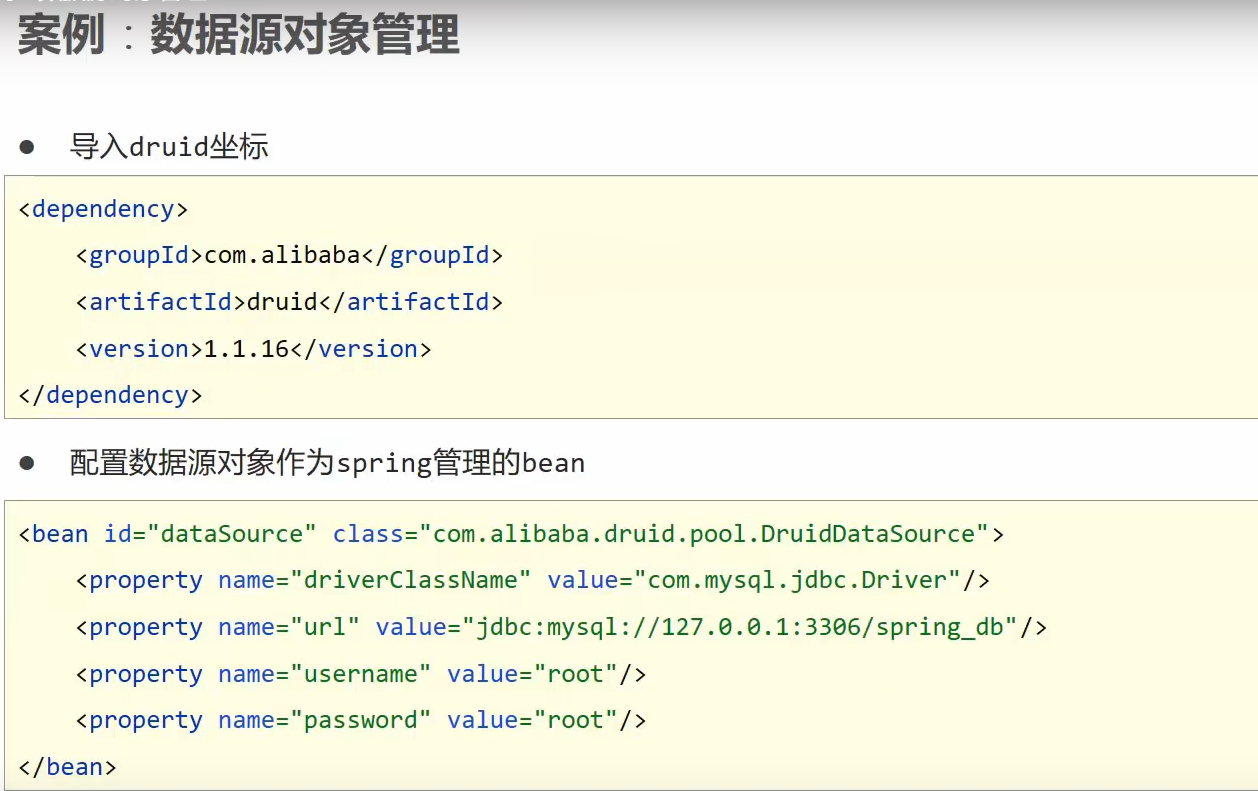 案例：数据源对象管理
● 导入druid坐标
<dependency>
    <groupId>com.alibaba</groupId>
    <artifactId>druid</artifactId>
    <version>1.1.16</version>
</dependency>
● 配置数据源对象作为spring管理的bean
<bean id="dataSource" class="com.alibaba.druid.pool.DruidDataSource">
    <property name="driverClassName" value="com.mysql.jdbc.Driver"/>
    <property name="url" value="jdbc:mysql://127.0.0.1:3306/spring_db"/>
    <property name="username" value="root"/>
    <property name="password" value="root"/>
</bean>